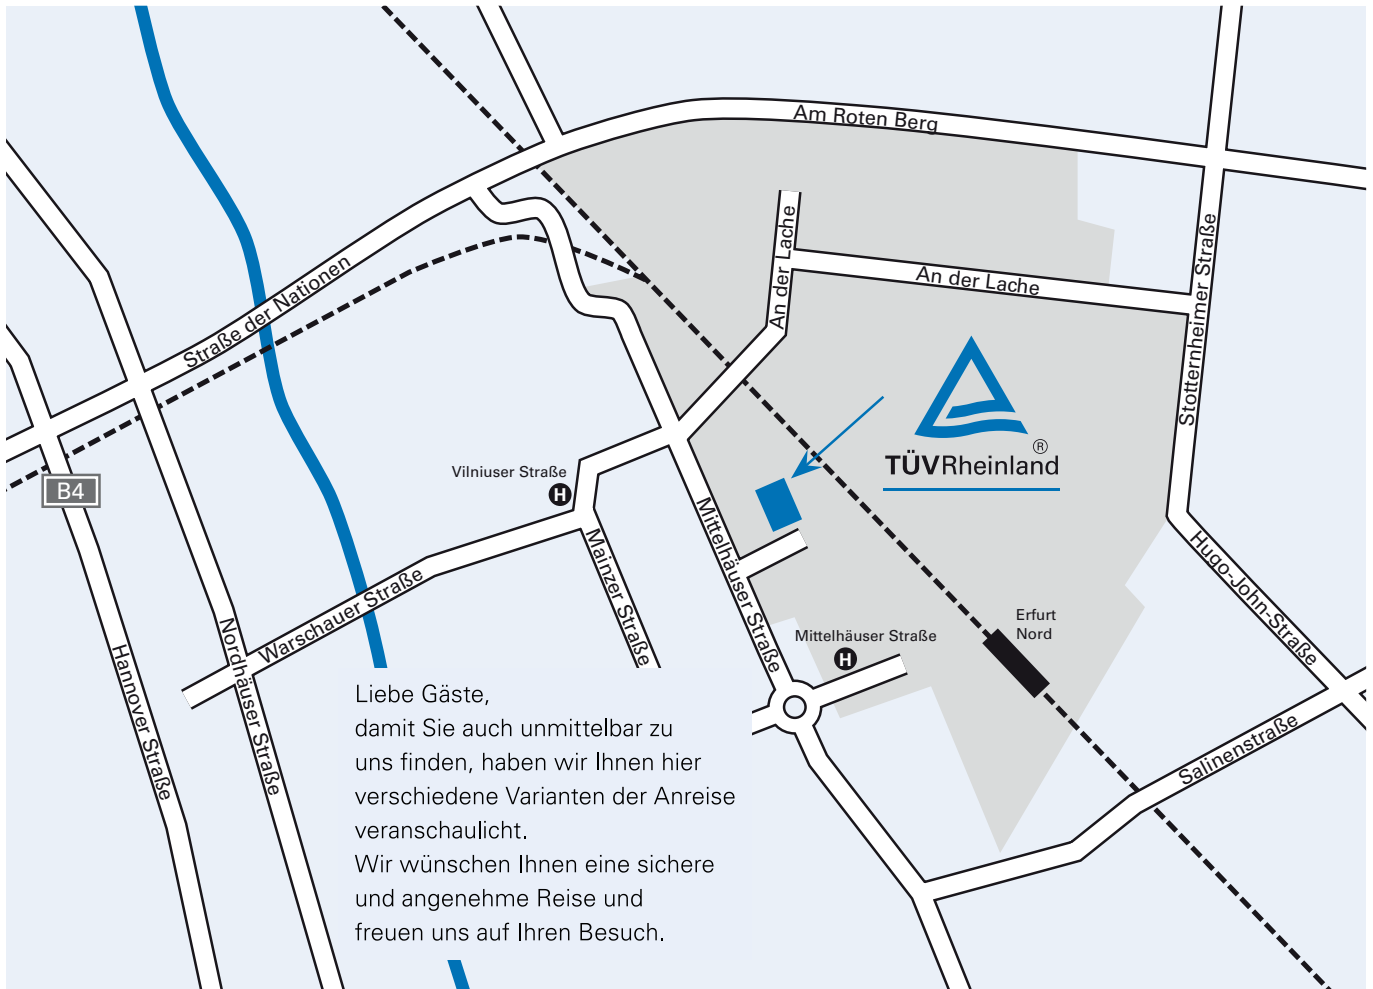 Am Roten Berg
An der Lache
An der Lache
Stotternheimer Straße
Straße der Nationen
®
TÜVRheinland
Vilniuser Straße
H
B4
Mittelhäuser Straße
Mainzer Straße
Hugo-John-Straße
Warschauer Straße
Erfurt
Nord
Mittelhäuser Straße
H
Nordhäuser Straße
Hannover Straße
Salinenstraße
Liebe Gäste,
damit Sie auch unmittelbar zu
uns finden, haben wir Ihnen hier
verschiedene Varianten der Anreise
veranschaulicht.
Wir wünschen Ihnen eine sichere
und angenehme Reise und
freuen uns auf Ihren Besuch.